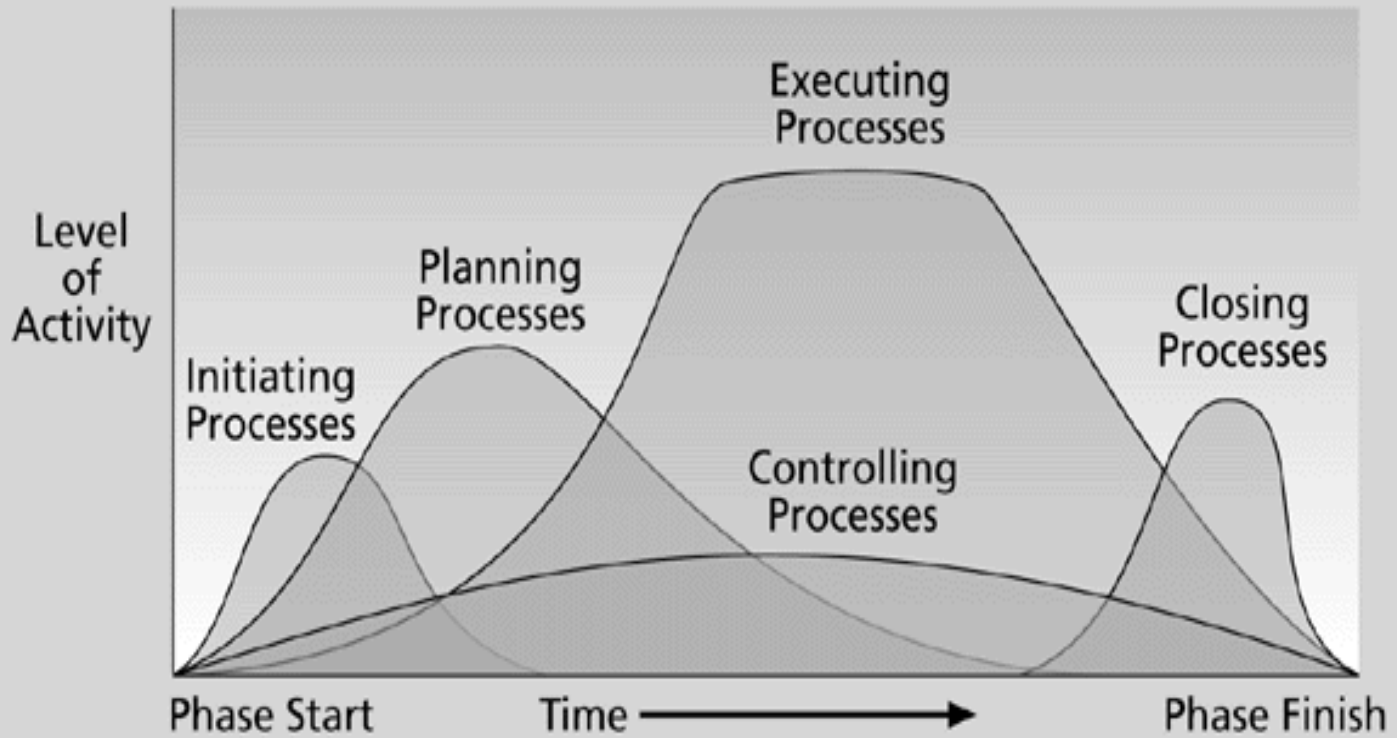 Executing
Processes
Level
of
Activity
Planning
Processes
Closing
Processes
Initiating
Processes
Controlling
Processes
Phase Start
Time
Phase Finish